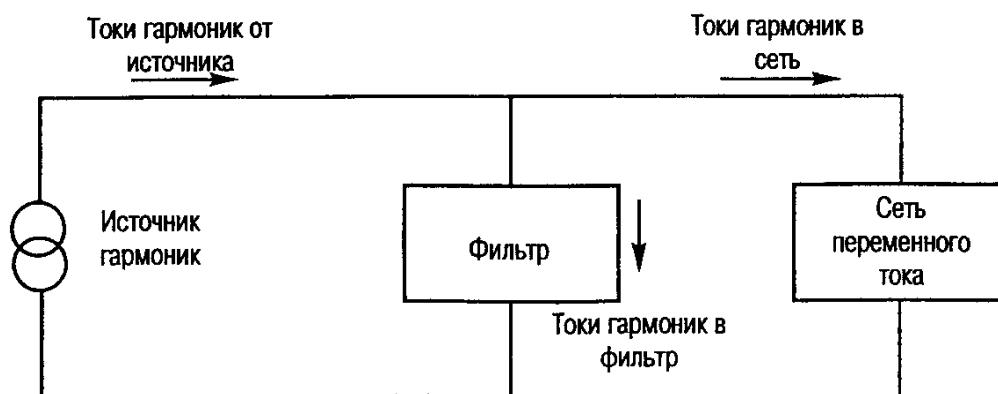 Токи гармоник от
источника
Токи гармоник в
сеть
Источник
гармоник
Фильтр
Сеть
переменного
тока
Токи гармоник в
фильтр